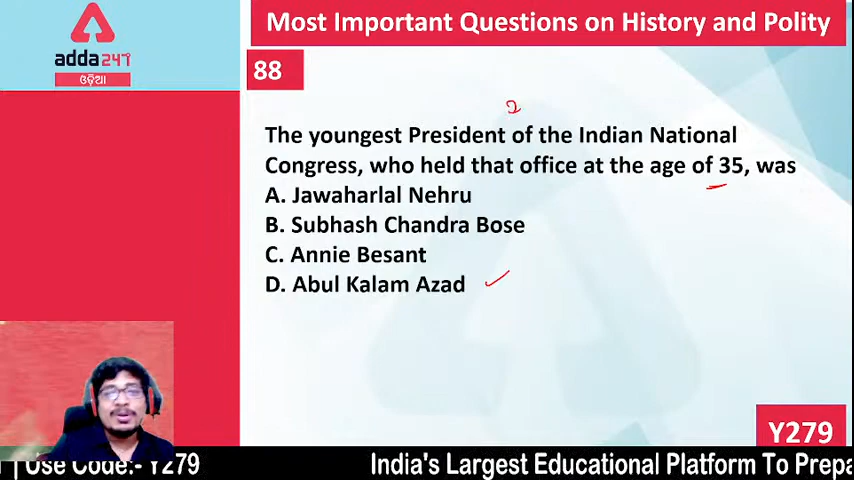 Most Important Questions on History and Polity
adda247
ଓଡ଼ିଆ
88
The youngest President of the Indian National
Congress, who held that office at the age of 35, was
A. Jawaharlal Nehru
B. Subhash Chandra Bose
C. Annie Besant
D. Abul Kalam Azad
Y279
| Use Code:- Y279
India's Largest Educational Platform To Prepa